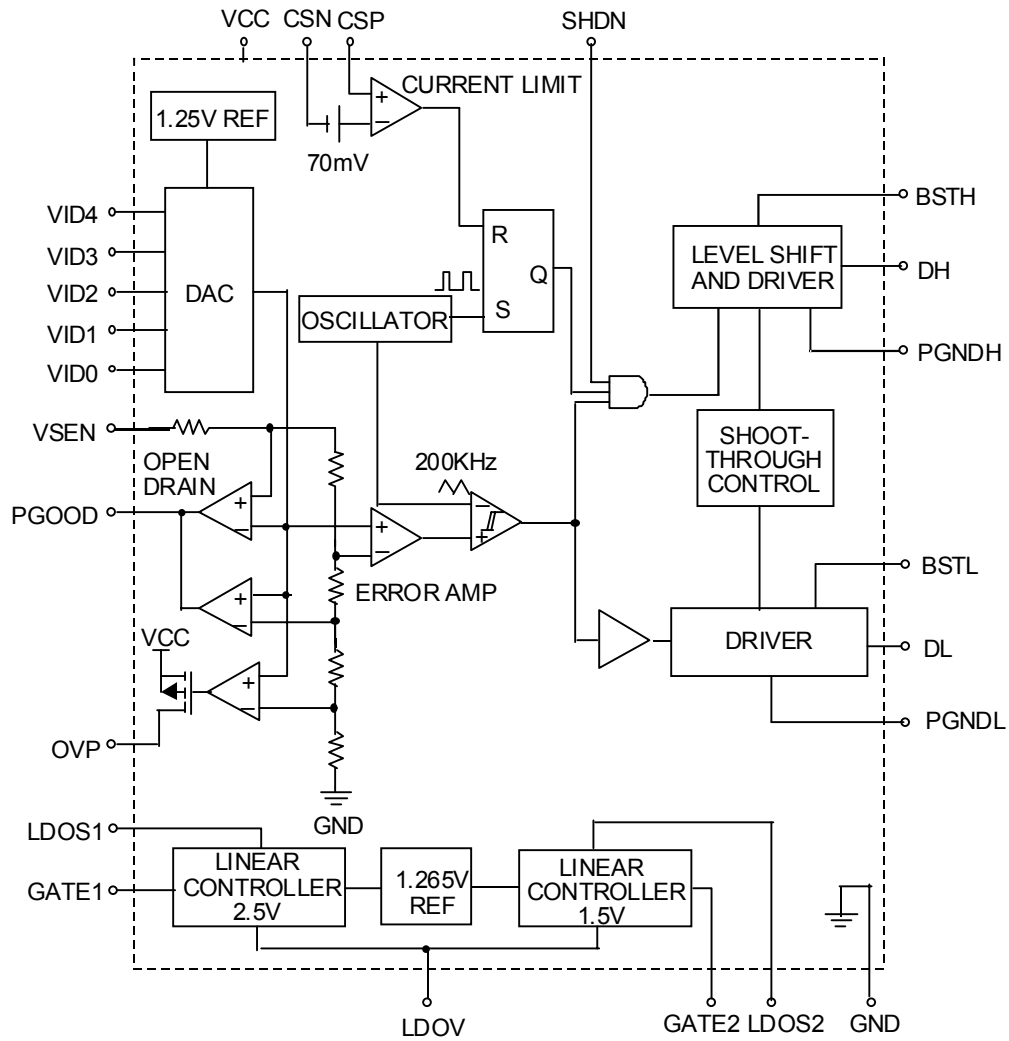 VCC CSN CSP SHDN
CURRENT LIMIT
+
−
1.25V REF
70mV
VID4
VID3
VID2
VID1
VID0
DAC
R
Q
S
OSCILLATOR
BSTH
LEVEL SHIFT
AND DRIVER
DH
PGNDH
VSEN
OPEN
DRAIN
PGOOD
+
−
200KHz
+
−
−
+
SHOOT-
THROUGH
CONTROL
ERROR AMP
+
−
BSTL
VCC
DRIVER
DL
+
−
PGNDL
OVP
GND
LDOS1
LINEAR
CONTROLLER
2.5V
GATE1
1.265V
REF
LINEAR
CONTROLLER
1.5V
LDOV
GATE2 LDOS2 GND